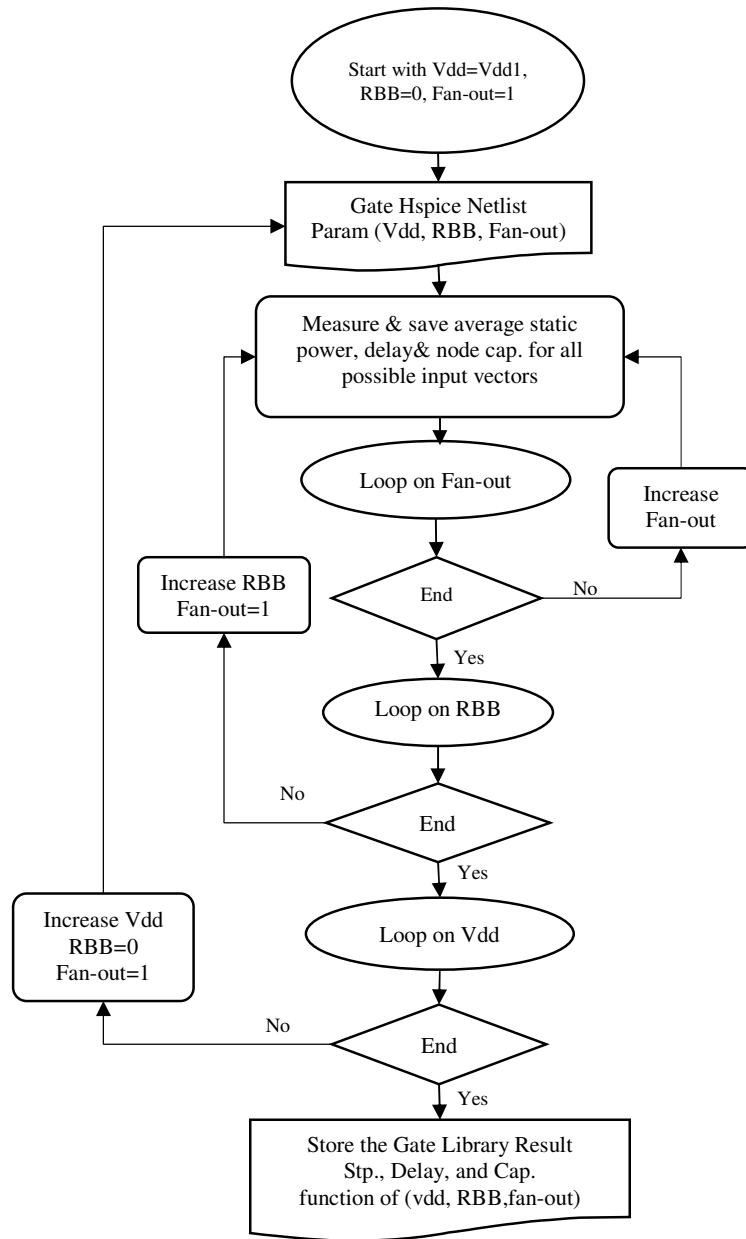 Start with Vdd=Vdd1,
RBB=0, Fan-out=1
Gate Hspice Netlist
Param (Vdd, RBB, Fan-out)
Measure & save average static
power, delay& node cap. for all
possible input vectors
Loop on Fan-out
Increase
Fan-out
Increase RBB
Fan-out=1
End
No
Yes
Loop on RBB
No
End
Yes
Increase Vdd
RBB=0
Fan-out=1
Loop on Vdd
No
End
Yes
Store the Gate Library Result
Stp., Delay, and Cap.
function of (vdd, RBB,fan-out)